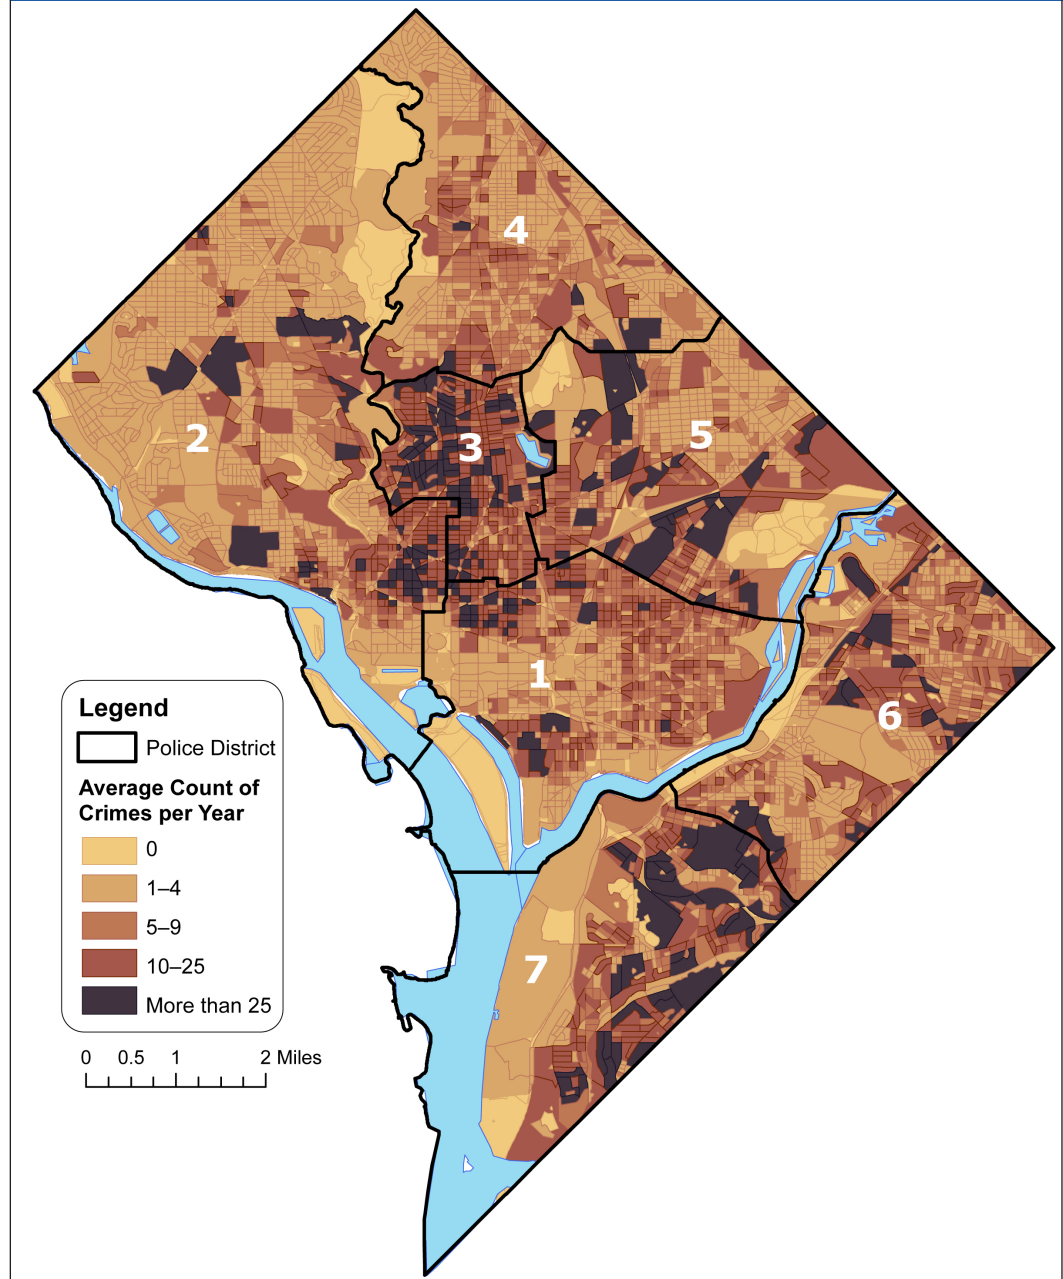 4
2
3
5
1
6
7
Legend
Police District
Average Count of
Crimes per Year
0
1–4
5–9
10–25
More than 25
0 0.5 1 2 Miles